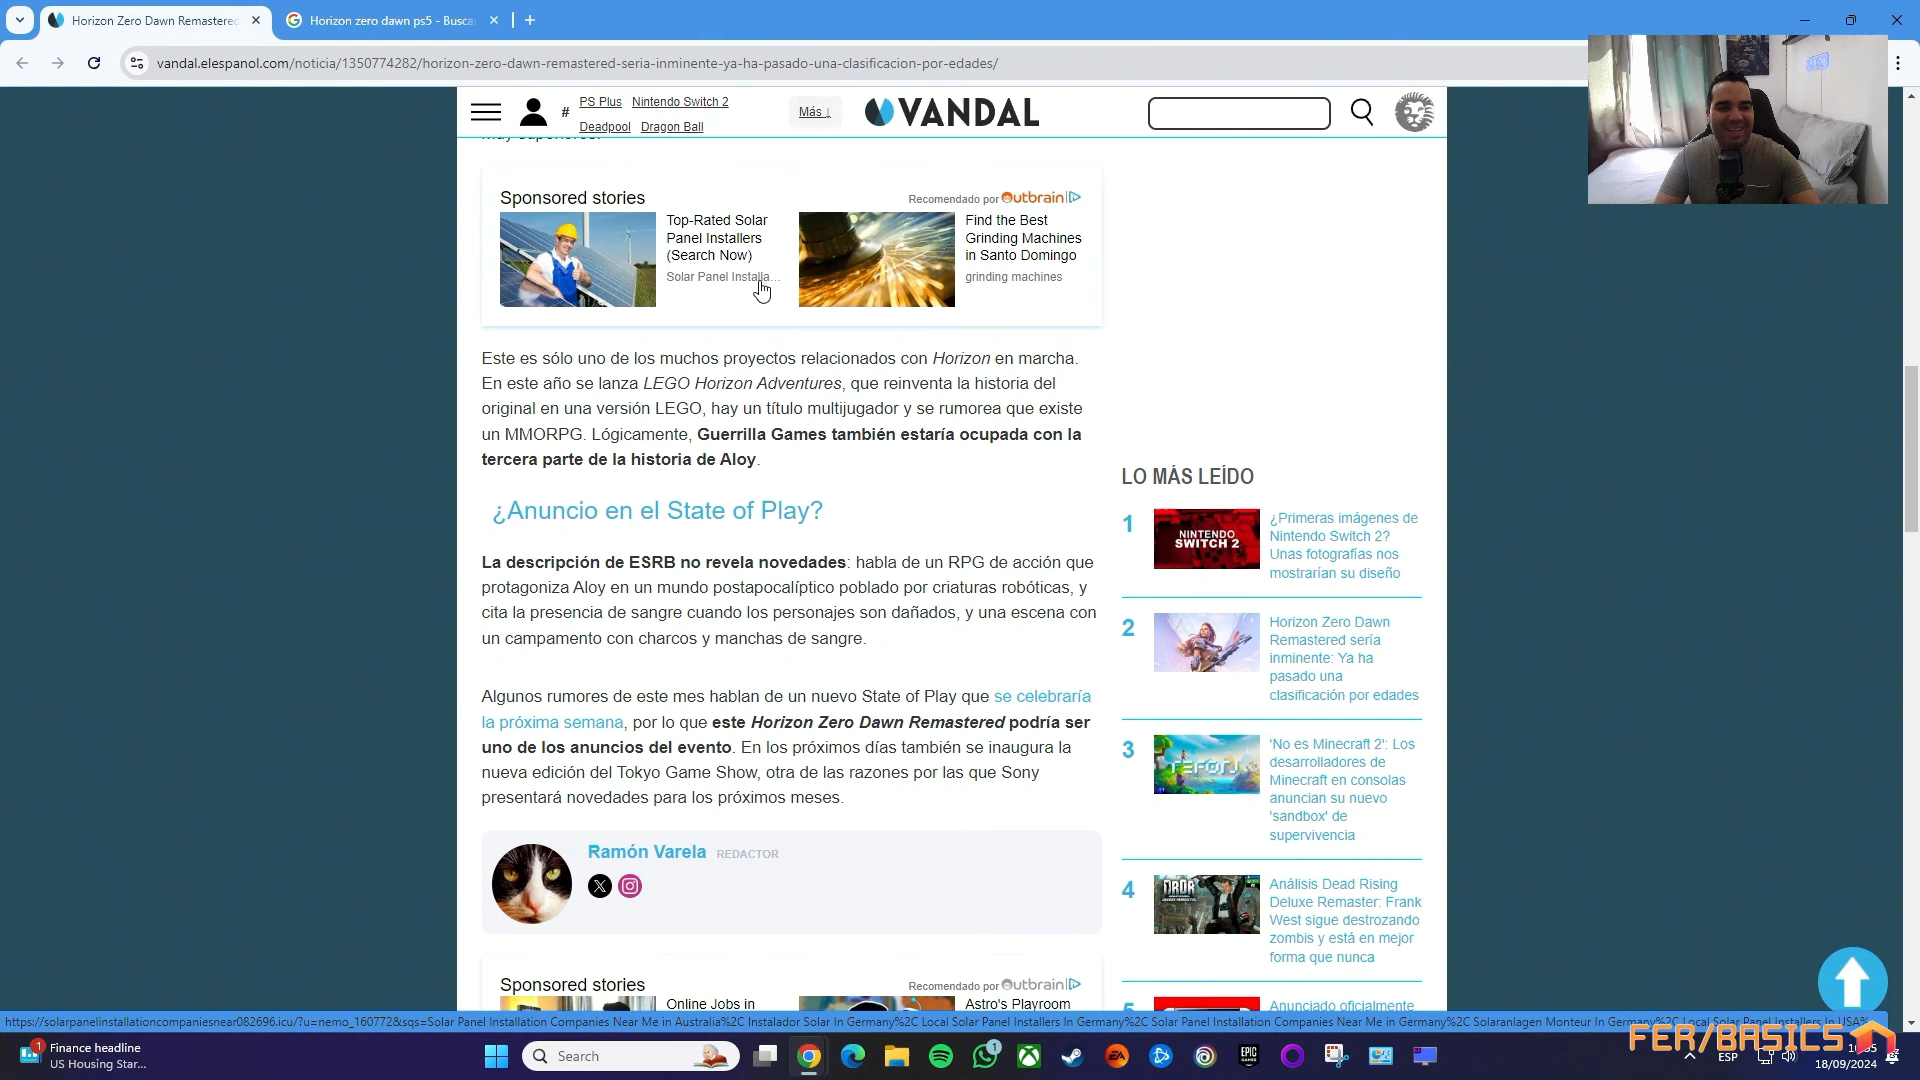 Horizon Zero Dawn Remastered
Horizon zero dawn ps5 - Busca
vandal.elespanol.com/noticia/1350774282/horizon-zero-dawn-remastered-seria-inminente-ya-ha-pasado-una-clasificacion-por-edades/
#
PS Plus
Nintendo Switch 2
Deadpool
Dragon Ball
Más ↓
VANDAL
Sponsored stories
Recomendado por Outbrain
Top-Rated Solar
Panel Installers
(Search Now)
Solar Panel Installa...
Find the Best
Grinding Machines
in Santo Domingo
grinding machines
Este es sólo uno de los muchos proyectos relacionados con Horizon en marcha.
En este año se lanza LEGO Horizon Adventures, que reinventa la historia del
original en una versión LEGO, hay un título multijugador y se rumorea que existe
un MMORPG. Lógicamente, Guerrilla Games también estaría ocupada con la
tercera parte de la historia de Aloy.
¿Anuncio en el State of Play?
La descripción de ESRB no revela novedades: habla de un RPG de acción que
protagoniza Aloy en un mundo postapocalíptico poblado por criaturas robóticas, y
cita la presencia de sangre cuando los personajes son dañados, y una escena con
un campamento con charcos y manchas de sangre.
Algunos rumores de este mes hablan de un nuevo State of Play que se celebraría
la próxima semana, por lo que este Horizon Zero Dawn Remastered podría ser
uno de los anuncios del evento. En los próximos días también se inaugura la
nueva edición del Tokyo Game Show, otra de las razones por las que Sony
presentará novedades para los próximos meses.
Ramón Varela REDACTOR
Sponsored stories
Recomendado por Outbrain
Online Jobs in
Astro's Playroom
LO MÁS LEÍDO
1
NINTENDO
SWITCH 2
¿Primeras imágenes de
Nintendo Switch 2?
Unas fotografías nos
mostrarían su diseño
2
Horizon Zero Dawn
Remastered sería
inminente: Ya ha
pasado una
clasificación por edades
3
'No es Minecraft 2': Los
desarrolladores de
Minecraft en consolas
anuncian su nuevo
'sandbox' de
supervivencia
4
Análisis Dead Rising
Deluxe Remaster: Frank
West sigue destrozando
zombis y está en mejor
forma que nunca
5
Anunciado oficialmente
https://solarpanelinstallationcompaniesnear082696.icu/?u=nemo_160772&sqs=Solar Panel Installation Companies Near Me in Australia%2C Instalador Solar In Germany%2C Local Solar Panel Installers In Germany%2C Solar Panel Installation Companies Near Me in Germany%2C Solaranlagen Monteur In Germany%2C Local Solar Panel Installers In USA%
1
Finance headline
US Housing Star...
Search
1
EA
EPIC
GAMES
FER/BASICS
ESP
18/09/2024